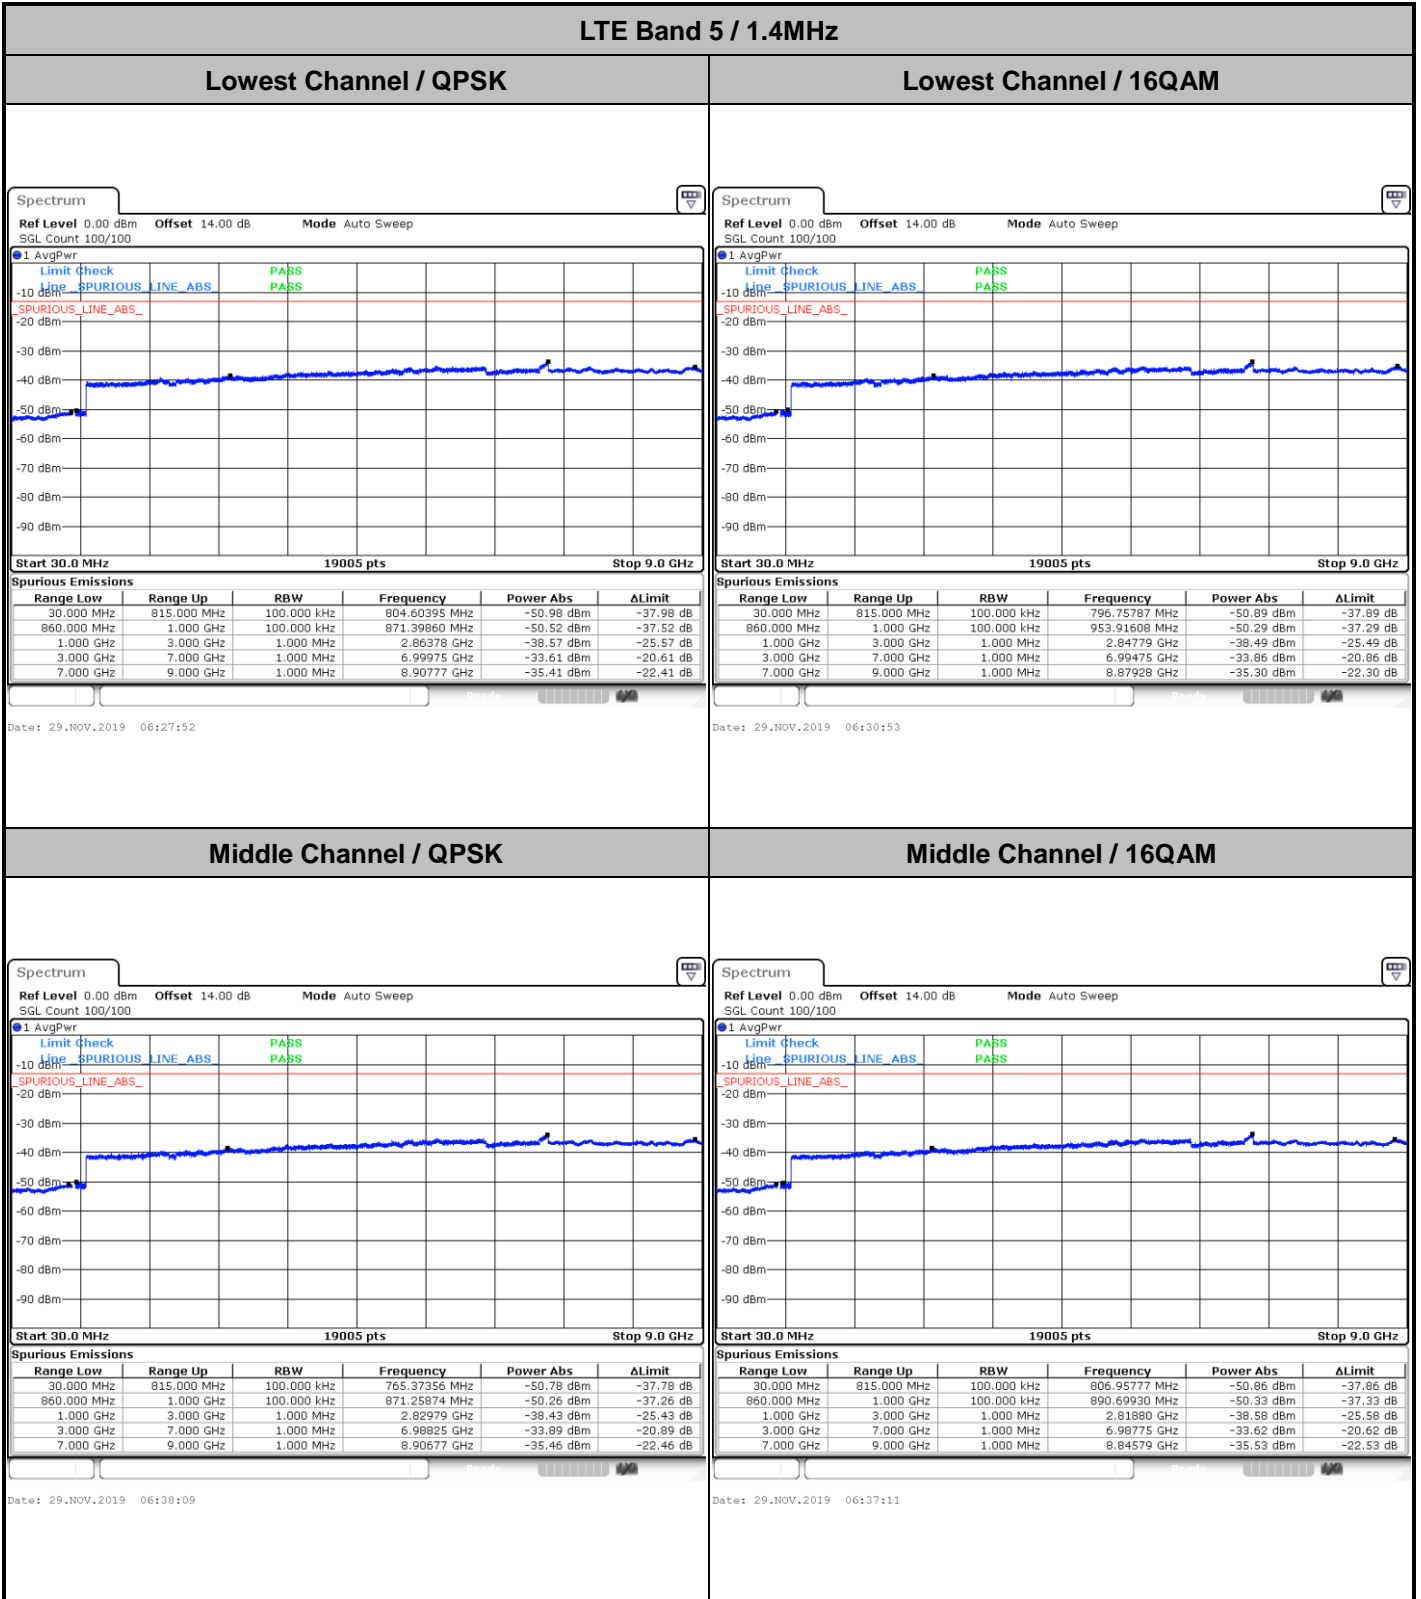 LTE Band 5 / 1.4MHz
Lowest Channel / QPSK
Lowest Channel / 16QAM
Spectrum
Ref Level 0.00 dBm Offset 14.00 dB Mode Auto Sweep
SGL Count 100/100
1 AvgPwr
Limit Check PASS
Line _SPURIOUS_LINE_ABS_ PASS
-10 dBm
_SPURIOUS_LINE_ABS_
-20 dBm
-30 dBm
-40 dBm
-50 dBm
-60 dBm
-70 dBm
-80 dBm
-90 dBm
Start 30.0 MHz 19005 pts Stop 9.0 GHz
Spurious Emissions
Range Low Range Up RBW Frequency Power Abs ΔLimit
30.000 MHz 815.000 MHz 100.000 kHz 804.60395 MHz -50.98 dBm -37.98 dB
860.000 MHz 1.000 GHz 100.000 kHz 871.39860 MHz -50.52 dBm -37.52 dB
1.000 GHz 3.000 GHz 1.000 MHz 2.86378 GHz -38.57 dBm -25.57 dB
3.000 GHz 7.000 GHz 1.000 MHz 6.99975 GHz -33.61 dBm -20.61 dB
7.000 GHz 9.000 GHz 1.000 MHz 8.90777 GHz -35.41 dBm -22.41 dB
Ready
Date: 29.NOV.2019 06:27:52
Spectrum
Ref Level 0.00 dBm Offset 14.00 dB Mode Auto Sweep
SGL Count 100/100
1 AvgPwr
Limit Check PASS
Line _SPURIOUS_LINE_ABS_ PASS
-10 dBm
_SPURIOUS_LINE_ABS_
-20 dBm
-30 dBm
-40 dBm
-50 dBm
-60 dBm
-70 dBm
-80 dBm
-90 dBm
Start 30.0 MHz 19005 pts Stop 9.0 GHz
Spurious Emissions
Range Low Range Up RBW Frequency Power Abs ΔLimit
30.000 MHz 815.000 MHz 100.000 kHz 796.75787 MHz -50.89 dBm -37.89 dB
860.000 MHz 1.000 GHz 100.000 kHz 953.91608 MHz -50.29 dBm -37.29 dB
1.000 GHz 3.000 GHz 1.000 MHz 2.84779 GHz -38.49 dBm -25.49 dB
3.000 GHz 7.000 GHz 1.000 MHz 6.99475 GHz -33.86 dBm -20.86 dB
7.000 GHz 9.000 GHz 1.000 MHz 8.87928 GHz -35.30 dBm -22.30 dB
Ready
Date: 29.NOV.2019 06:30:53
Middle Channel / QPSK
Middle Channel / 16QAM
Spectrum
Ref Level 0.00 dBm Offset 14.00 dB Mode Auto Sweep
SGL Count 100/100
1 AvgPwr
Limit Check PASS
Line _SPURIOUS_LINE_ABS_ PASS
-10 dBm
_SPURIOUS_LINE_ABS_
-20 dBm
-30 dBm
-40 dBm
-50 dBm
-60 dBm
-70 dBm
-80 dBm
-90 dBm
Start 30.0 MHz 19005 pts Stop 9.0 GHz
Spurious Emissions
Range Low Range Up RBW Frequency Power Abs ΔLimit
30.000 MHz 815.000 MHz 100.000 kHz 765.37356 MHz -50.78 dBm -37.78 dB
860.000 MHz 1.000 GHz 100.000 kHz 871.25874 MHz -50.26 dBm -37.26 dB
1.000 GHz 3.000 GHz 1.000 MHz 2.82979 GHz -38.43 dBm -25.43 dB
3.000 GHz 7.000 GHz 1.000 MHz 6.98825 GHz -33.89 dBm -20.89 dB
7.000 GHz 9.000 GHz 1.000 MHz 8.90677 GHz -35.46 dBm -22.46 dB
Ready
Date: 29.NOV.2019 06:38:09
Spectrum
Ref Level 0.00 dBm Offset 14.00 dB Mode Auto Sweep
SGL Count 100/100
1 AvgPwr
Limit Check PASS
Line _SPURIOUS_LINE_ABS_ PASS
-10 dBm
_SPURIOUS_LINE_ABS_
-20 dBm
-30 dBm
-40 dBm
-50 dBm
-60 dBm
-70 dBm
-80 dBm
-90 dBm
Start 30.0 MHz 19005 pts Stop 9.0 GHz
Spurious Emissions
Range Low Range Up RBW Frequency Power Abs ΔLimit
30.000 MHz 815.000 MHz 100.000 kHz 806.95777 MHz -50.86 dBm -37.86 dB
860.000 MHz 1.000 GHz 100.000 kHz 890.69930 MHz -50.33 dBm -37.33 dB
1.000 GHz 3.000 GHz 1.000 MHz 2.81880 GHz -38.58 dBm -25.58 dB
3.000 GHz 7.000 GHz 1.000 MHz 6.98775 GHz -33.62 dBm -20.62 dB
7.000 GHz 9.000 GHz 1.000 MHz 8.84579 GHz -35.53 dBm -22.53 dB
Ready
Date: 29.NOV.2019 06:37:11